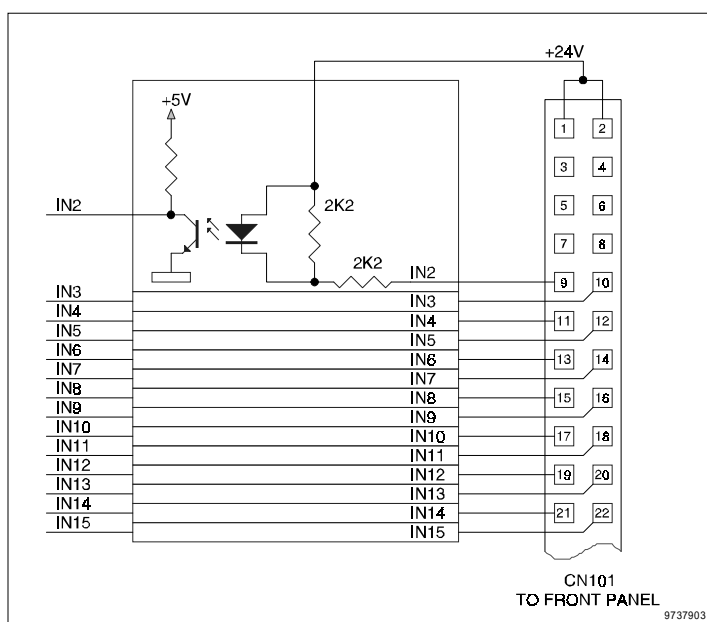 +24V
+5V
1 2
3 4
2K2
IN2
5 6
7 8
2K2
IN2
9 10
IN3 IN3
IN4 IN4 11 12
IN5 IN5
IN6 IN6 13 14
IN7 IN7
IN8 IN8 15 16
IN9 IN9
IN10 IN10 17 18
IN11 IN11
IN12 IN12 19 20
IN13 IN13
IN14 IN14 21 22
IN15 IN15
CN101
TO FRONT PANEL
9737903